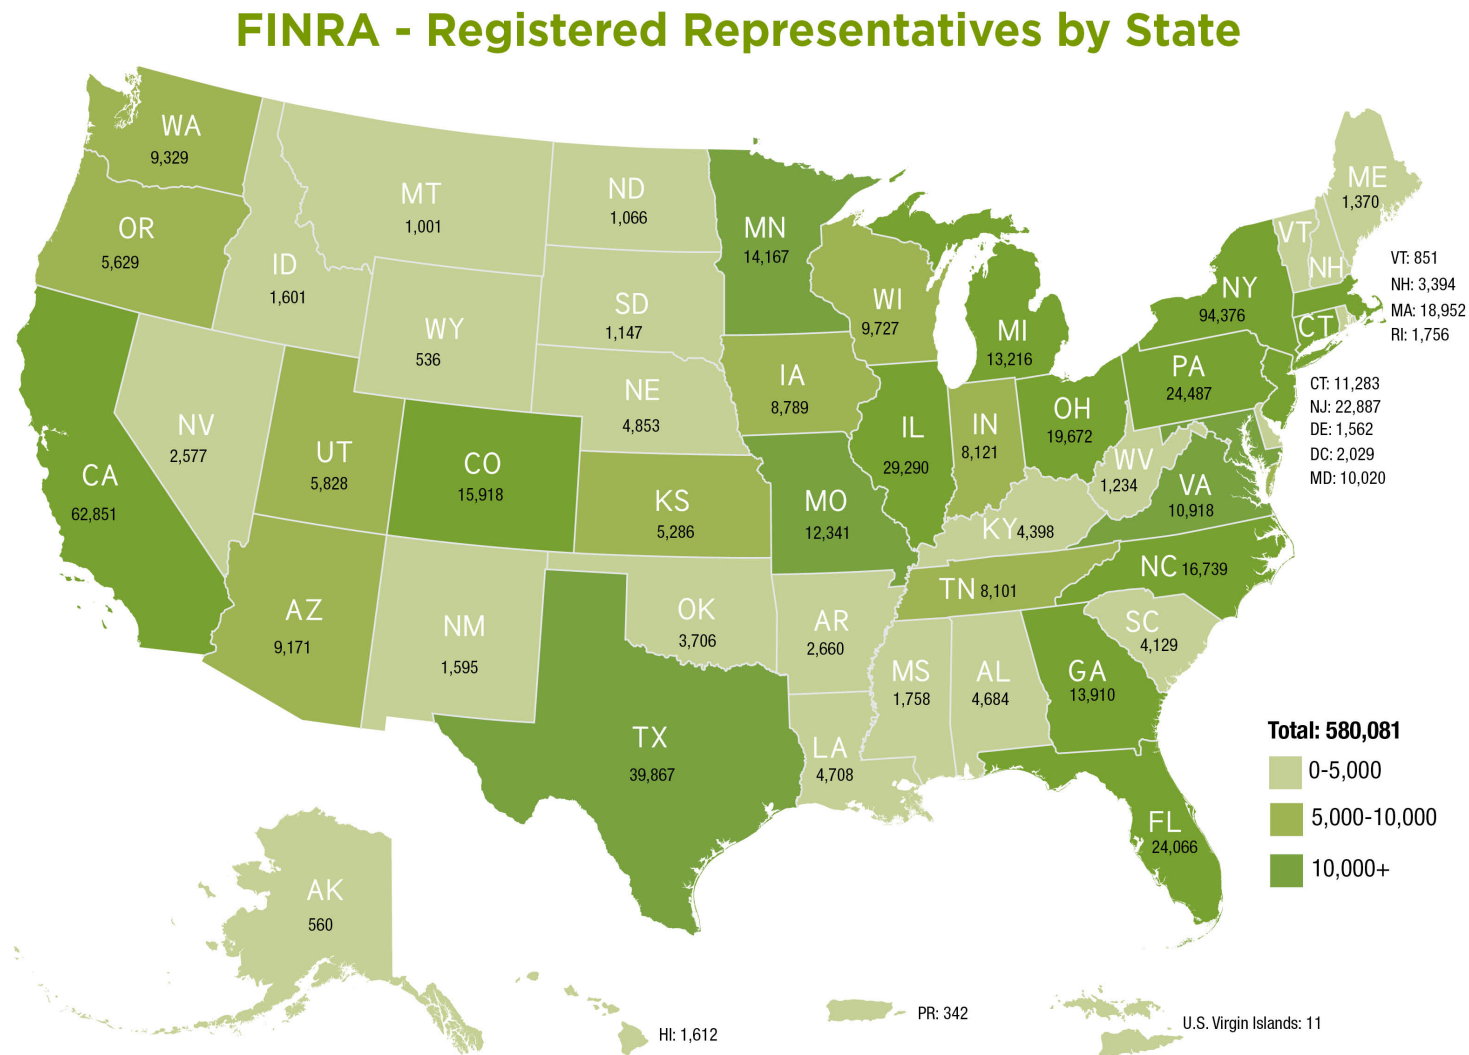 FINRA - Registered Representatives by State
WA
9,329
OR
5,629
ID
1,601
MT
1,001
ND
1,066
MN
14,167
SD
1,147
WY
536
WI
9,727
MI
13,216
NY
94,376
VT
NH
ME
1,370
VT: 851
NH: 3,394
MA: 18,952
RI: 1,756
CT
PA
24,487
CT: 11,283
NJ: 22,887
DE: 1,562
DC: 2,029
MD: 10,020
CA
62,851
NV
2,577
UT
5,828
CO
15,918
NE
4,853
KS
5,286
IA
8,789
MO
12,341
IL
29,290
IN
8,121
OH
19,672
WV
1,234
VA
10,918
KY 4,398
NC 16,739
TN 8,101
SC
4,129
AZ
9,171
NM
1,595
OK
3,706
AR
2,660
MS
1,758
AL
4,684
GA
13,910
TX
39,867
LA
4,708
FL
24,066
Total: 580,081
0-5,000
5,000-10,000
10,000+
AK
560
HI: 1,612
PR: 342
U.S. Virgin Islands: 11